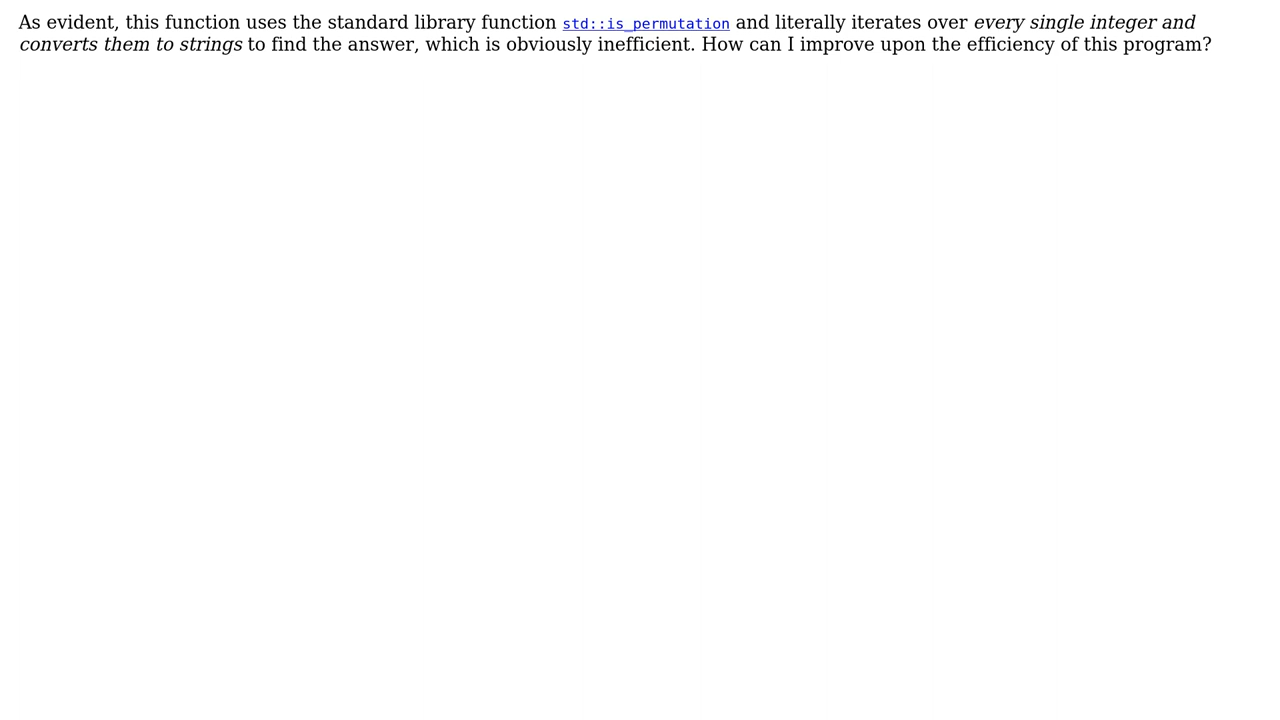 As evident, this function uses the standard library function std::is_permutation and literally iterates over every single integer and
converts them to strings to find the answer, which is obviously inefficient. How can I improve upon the efficiency of this program?